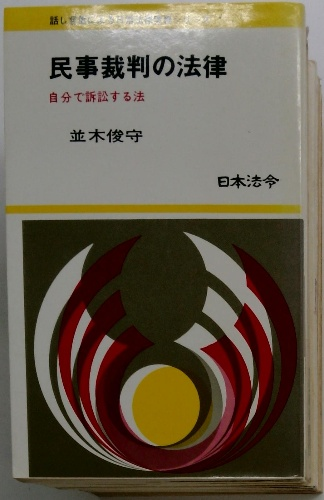 民事裁判の法律
自分で訴訟する法
並木俊守
日本法令